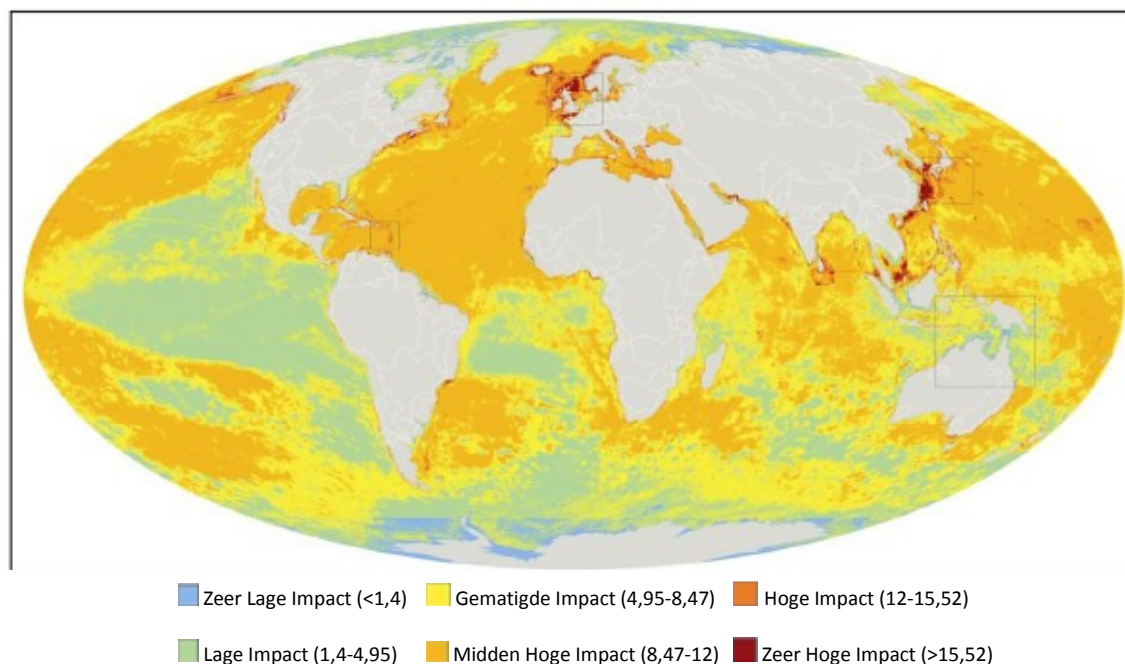 Zeer Lage Impact (<1,4) Gematigde Impact (4,95-8,47) Hoge Impact (12-15,52)
Lage Impact (1,4-4,95) Midden Hoge Impact (8,47-12) Zeer Hoge Impact (>15,52)